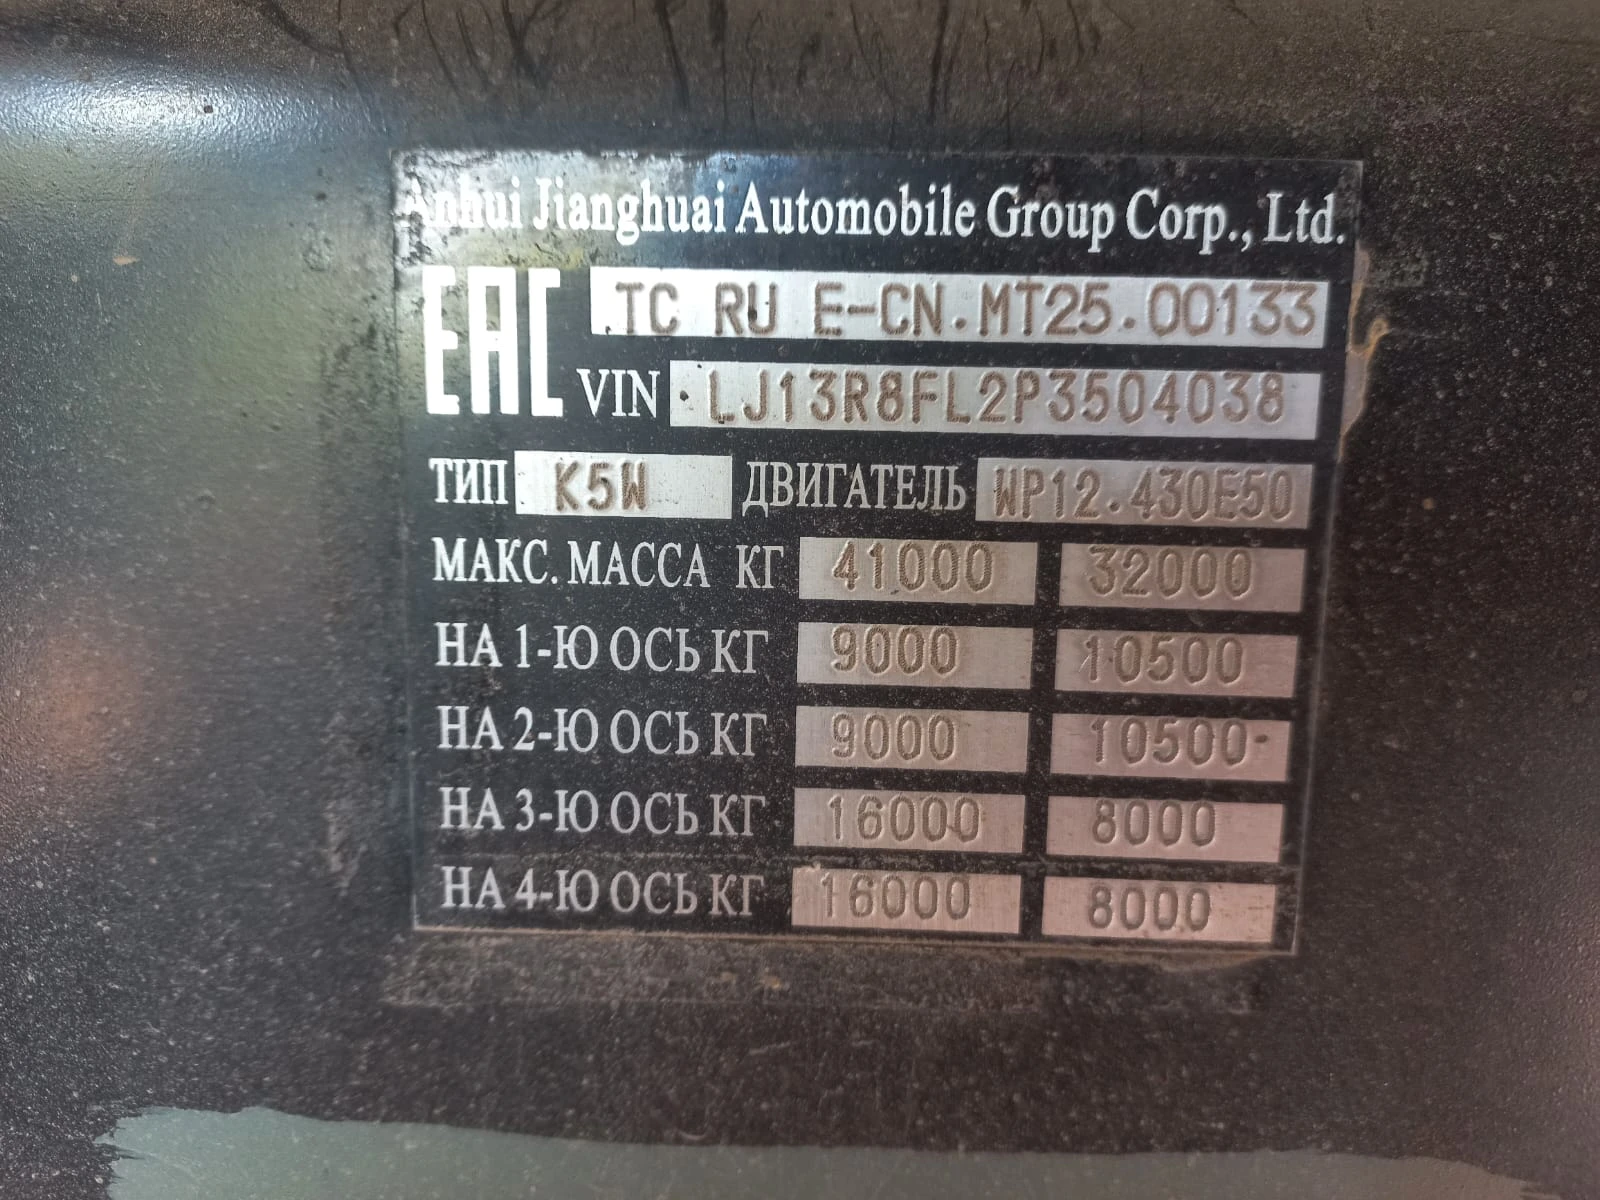 Anhui Jianghuai Automobile Group Corp., Ltd.
EAC TC RU E-CN.MT25.00133
VIN LJ13R8FL2P3504038
ТИП K5W ДВИГАТЕЛЬ WP12.430E50
МАКС. МАССА КГ 41000 32000
НА 1-Ю ОСЬ КГ 9000 10500
НА 2-Ю ОСЬ КГ 9000 10500
НА 3-Ю ОСЬ КГ 16000 8000
НА 4-Ю ОСЬ КГ 16000 8000